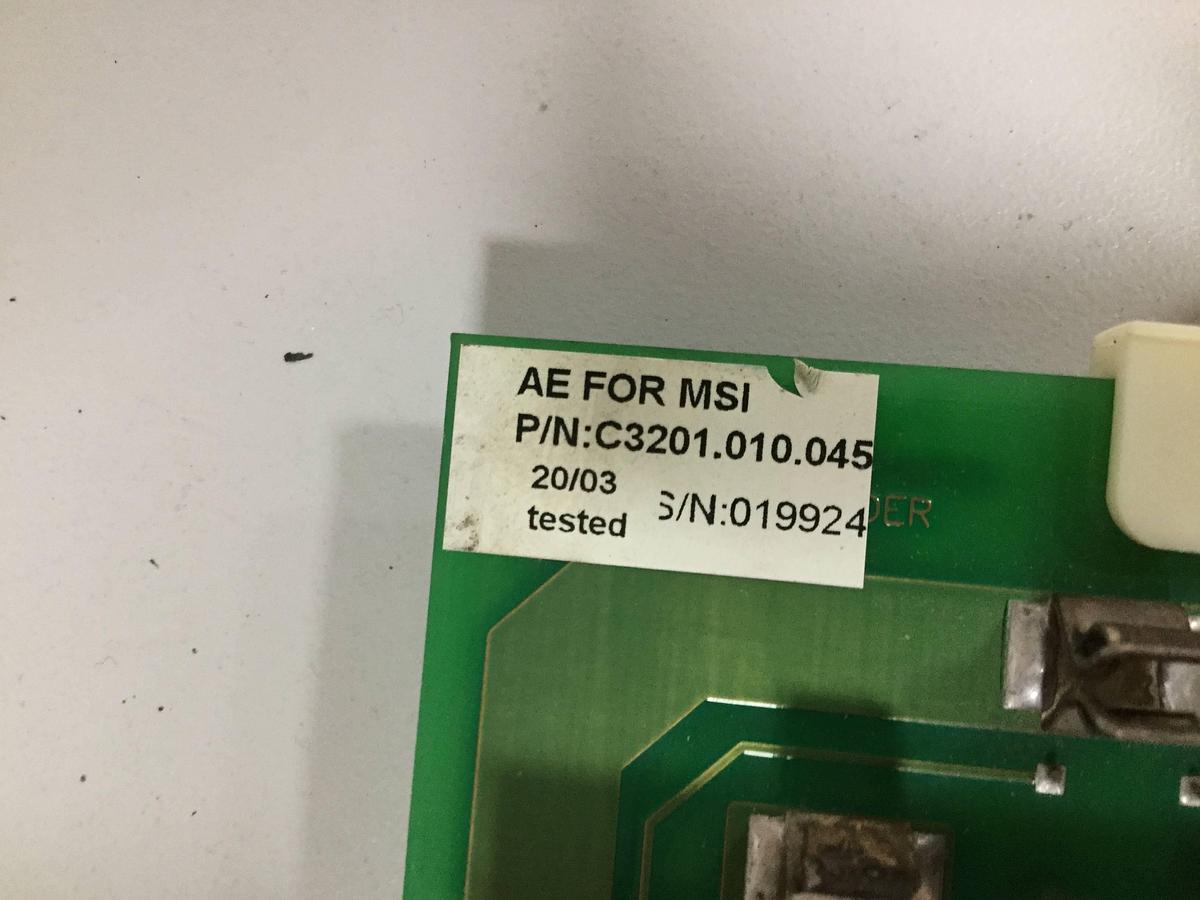 AE FOR MSI
P/N:C3201.010.045
20/03
tested S/N:019924